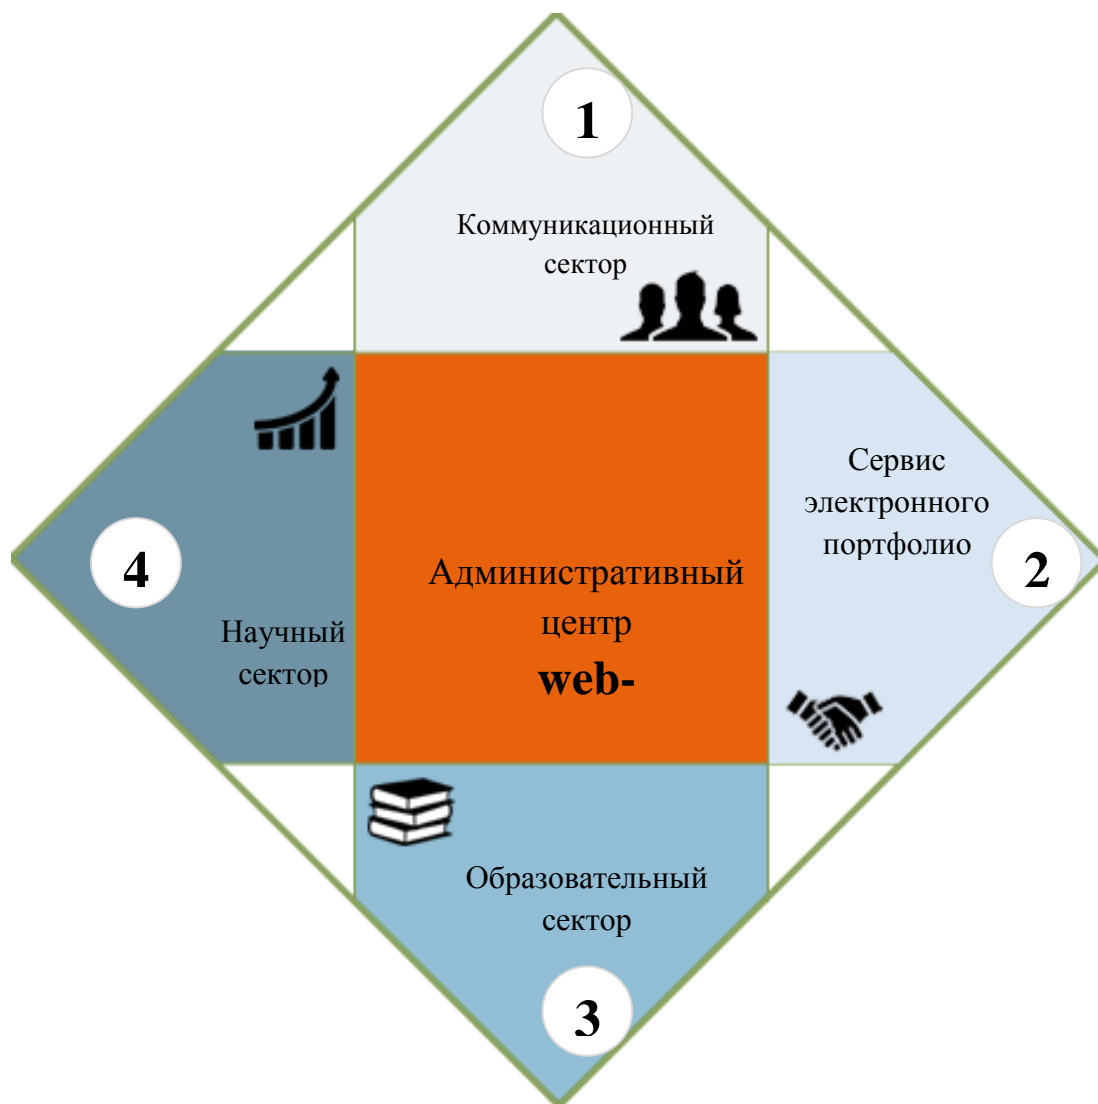 1
Коммуникационный
сектор
Сервис
электронного
портфолио
2
Административный
центр
web-
4
Научный
сектор
Образовательный
сектор
3